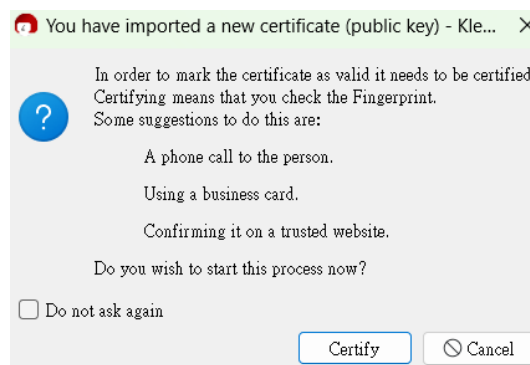 You have imported a new certificate (public key) - Kle...
In order to mark the certificate as valid it needs to be certified
Certifying means that you check the Fingerprint.
Some suggestions to do this are:
A phone call to the person.
Using a business card.
Confirming it on a trusted website.
Do you wish to start this process now?
Do not ask again
Certify
Cancel